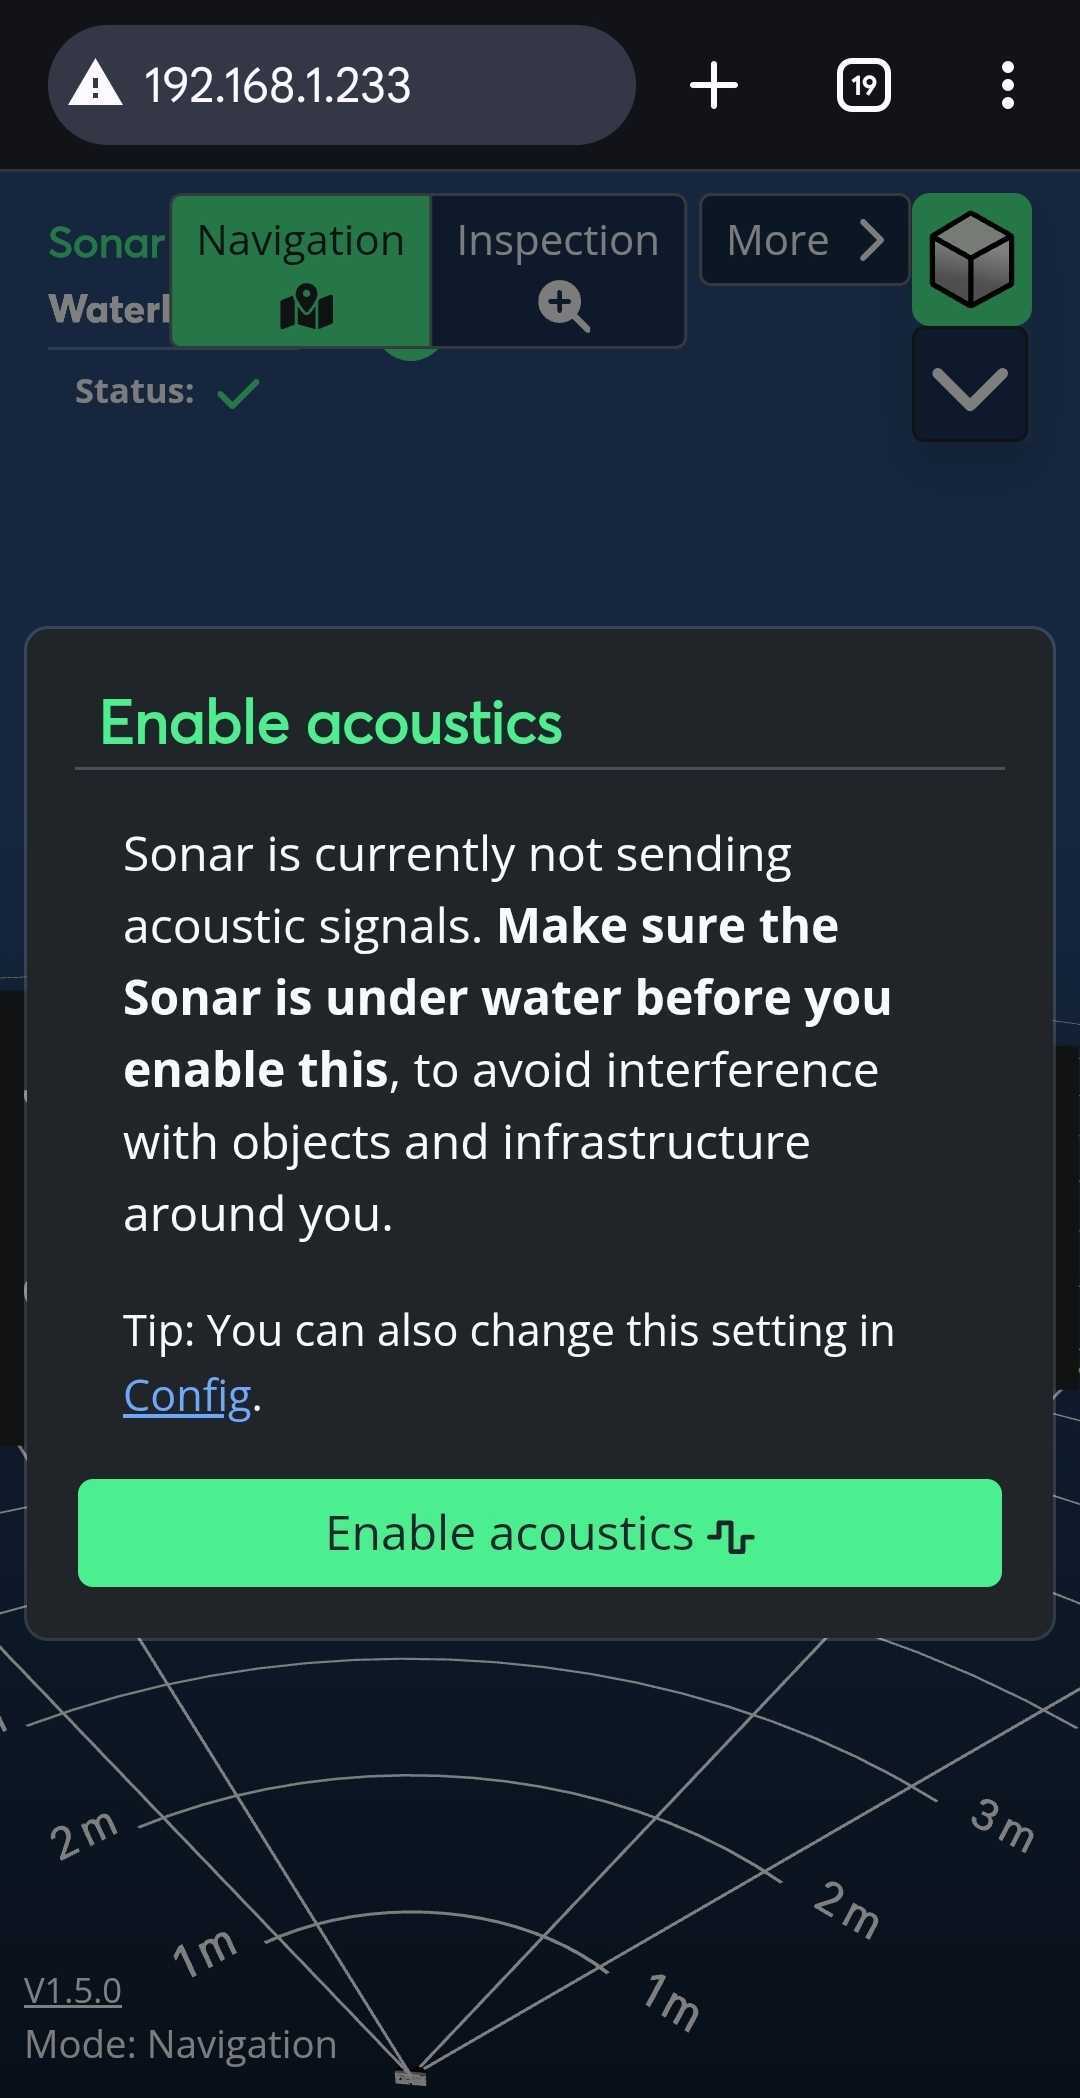 192.168.1.233
19
Sonar
Navigation
Inspection
More
Waterl
Status:
Enable acoustics
Sonar is currently not sending
acoustic signals. Make sure the
Sonar is under water before you
enable this, to avoid interference
with objects and infrastructure
around you.
Tip: You can also change this setting in
Config.
Enable acoustics
3m
2m
2m
1m
1m
V1.5.0
Mode: Navigation